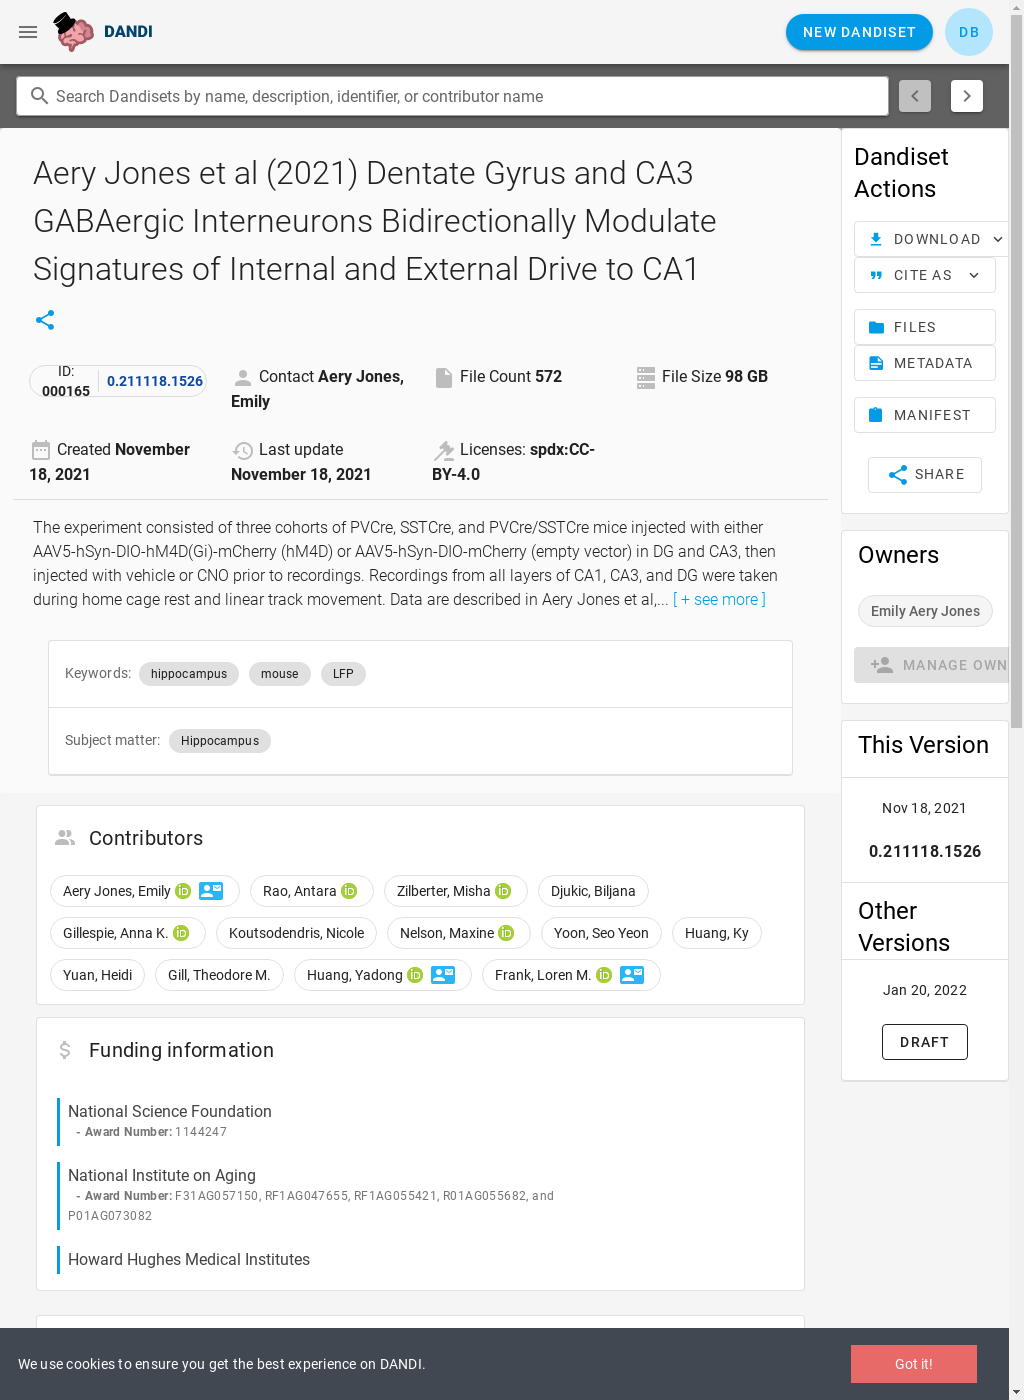 DANDI
NEW DANDISET
DB
Search Dandisets by name, description, identifier, or contributor name
Aery Jones et al (2021) Dentate Gyrus and CA3
GABAergic Interneurons Bidirectionally Modulate
Signatures of Internal and External Drive to CA1
ID:
000165
0.211118.1526
Contact Aery Jones,
Emily
File Count 572
File Size 98 GB
Created November
18, 2021
Last update
November 18, 2021
Licenses: spdx:CC-
BY-4.0
The experiment consisted of three cohorts of PVCre, SSTCre, and PVCre/SSTCre mice injected with either
AAV5-hSyn-DIO-hM4D(Gi)-mCherry (hM4D) or AAV5-hSyn-DIO-mCherry (empty vector) in DG and CA3, then
injected with vehicle or CNO prior to recordings. Recordings from all layers of CA1, CA3, and DG were taken
during home cage rest and linear track movement. Data are described in Aery Jones et al,... [ + see more ]
Keywords: hippocampus mouse LFP
Subject matter: Hippocampus
Contributors
Aery Jones, Emily iD Rao, Antara iD Zilberter, Misha iD Djukic, Biljana
Gillespie, Anna K. iD Koutsodendris, Nicole Nelson, Maxine iD Yoon, Seo Yeon Huang, Ky
Yuan, Heidi Gill, Theodore M. Huang, Yadong iD Frank, Loren M. iD
Funding information
National Science Foundation
- Award Number: 1144247
National Institute on Aging
- Award Number: F31AG057150, RF1AG047655, RF1AG055421, R01AG055682, and
P01AG073082
Howard Hughes Medical Institutes
Dandiset
Actions
DOWNLOAD
CITE AS
FILES
METADATA
MANIFEST
SHARE
Owners
Emily Aery Jones
MANAGE OWN
This Version
Nov 18, 2021
0.211118.1526
Other
Versions
Jan 20, 2022
DRAFT
We use cookies to ensure you get the best experience on DANDI.
Got it!